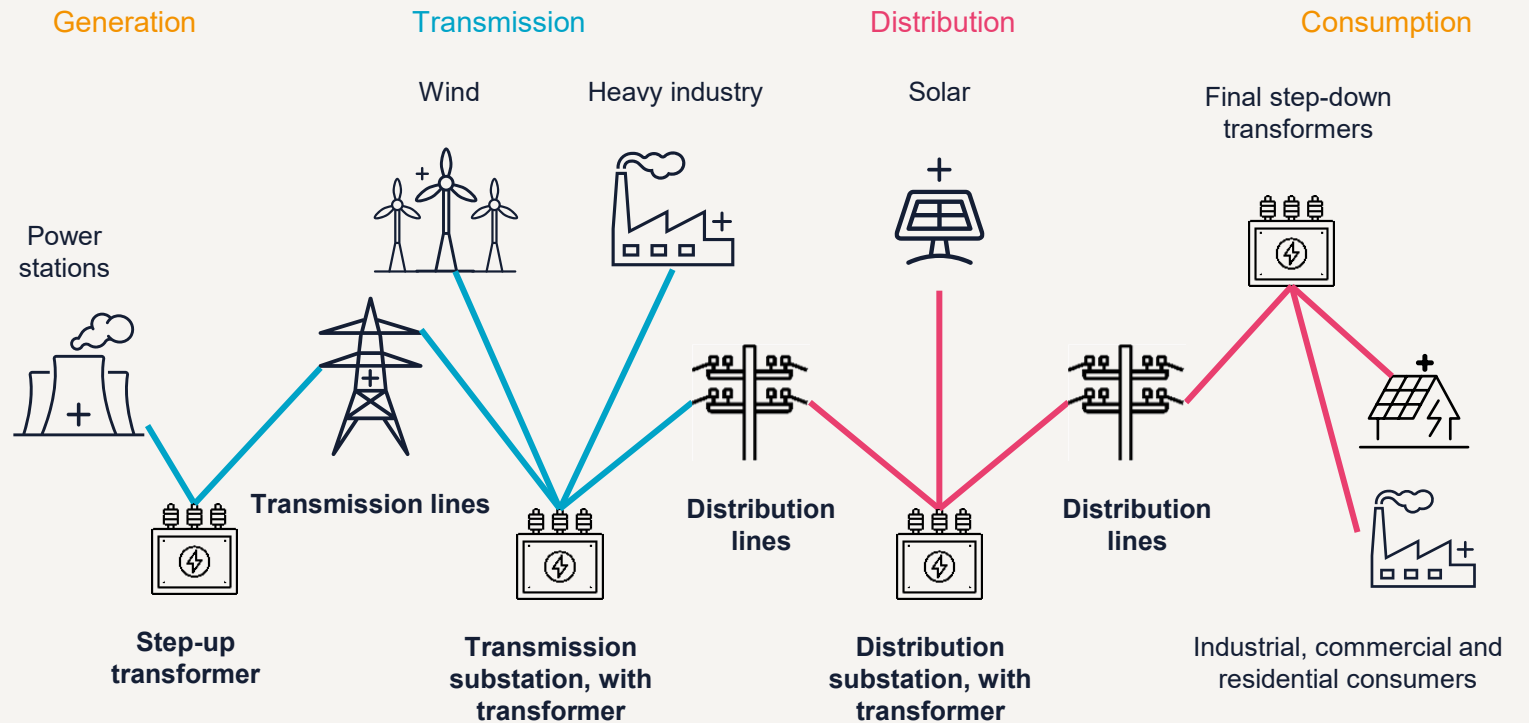 Generation
Transmission
Distribution
Consumption
Wind
Heavy industry
Solar
Final step-down
transformers
Power
stations
Transmission lines
Distribution
lines
Distribution
lines
Step-up
transformer
Transmission
substation, with
transformer
Distribution
substation, with
transformer
Industrial, commercial and
residential consumers